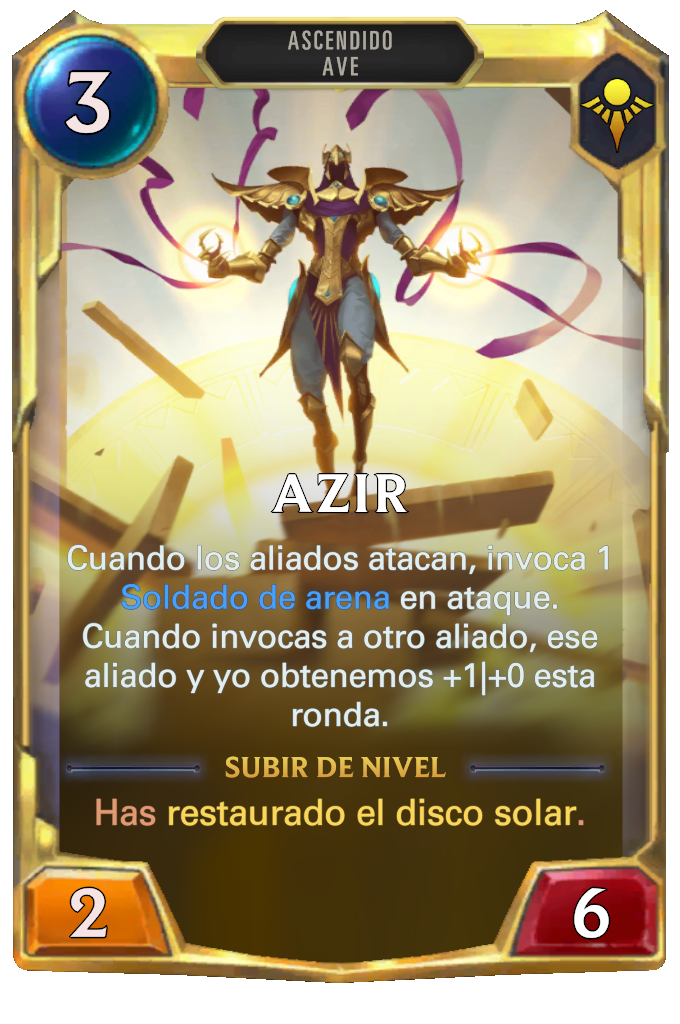 ASCENDIDO
AVE
3
AZIR
Cuando los aliados atacan, invoca 1
Soldado de arena en ataque.
Cuando invocas a otro aliado, ese
aliado y yo obtenemos +1|+0 esta
ronda.
SUBIR DE NIVEL
Has restaurado el disco solar.
2
6